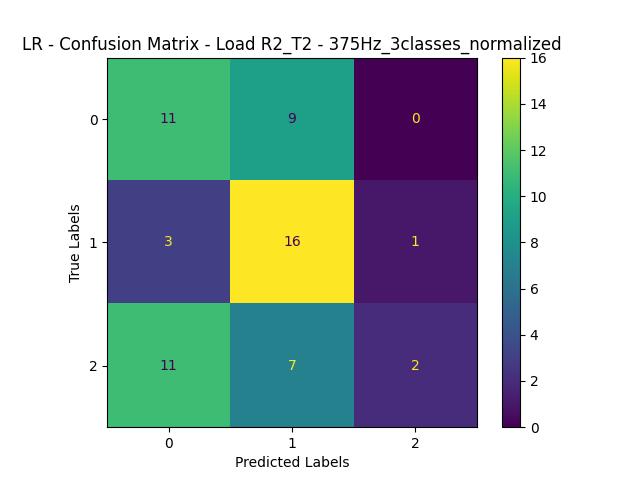 LR - Confusion Matrix - Load R2_T2 - 375Hz_3classes_normalized
16
14
12
10
8
6
4
2
0
True Labels
0
11 9 0
1
3 16 1
2
11 7 2
0 1 2
Predicted Labels